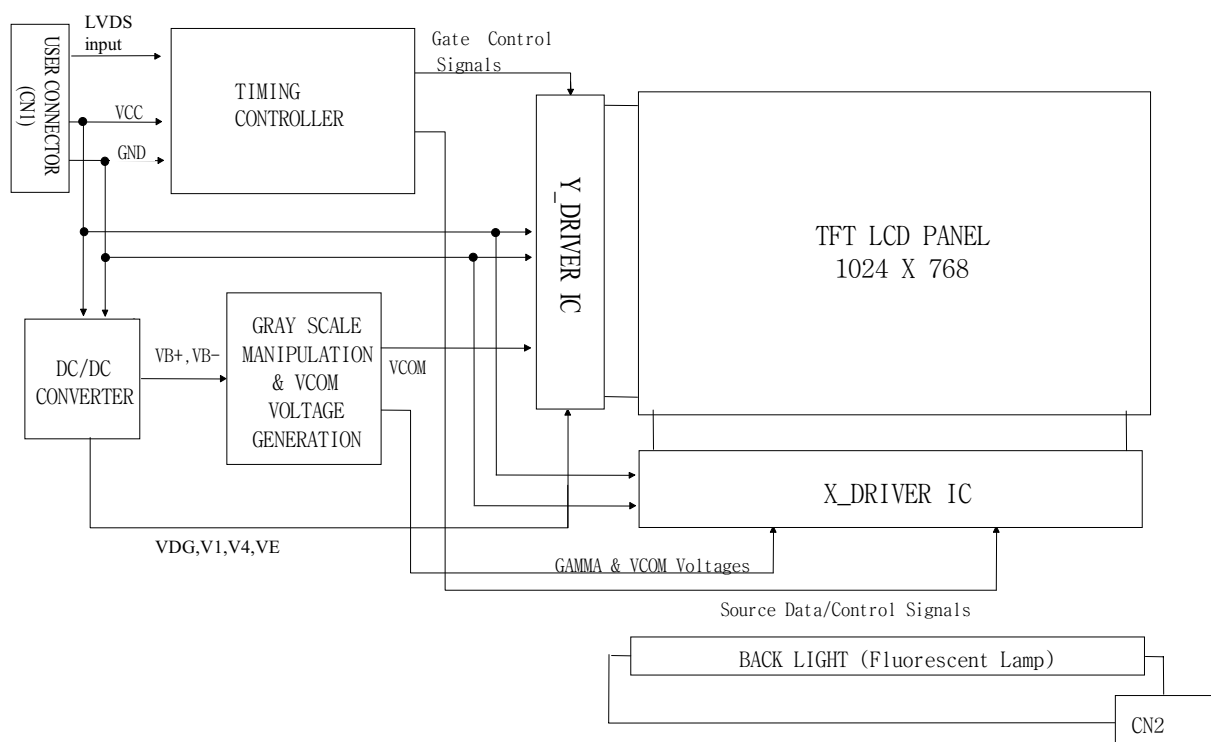 LVDS
input
USER CONNECTOR
(CN1)
TIMING
CONTROLLER
VCC
GND
Gate Control
Signals
Y_DRIVER IC
TFT LCD PANEL
1024 X 768
DC/DC
CONVERTER
VB+,VB-
GRAY SCALE
MANIPULATION
& VCOM
VOLTAGE
GENERATION
VCOM
X_DRIVER IC
VDG,V1,V4,VE
GAMMA & VCOM Voltages
Source Data/Control Signals
BACK LIGHT (Fluorescent Lamp)
CN2